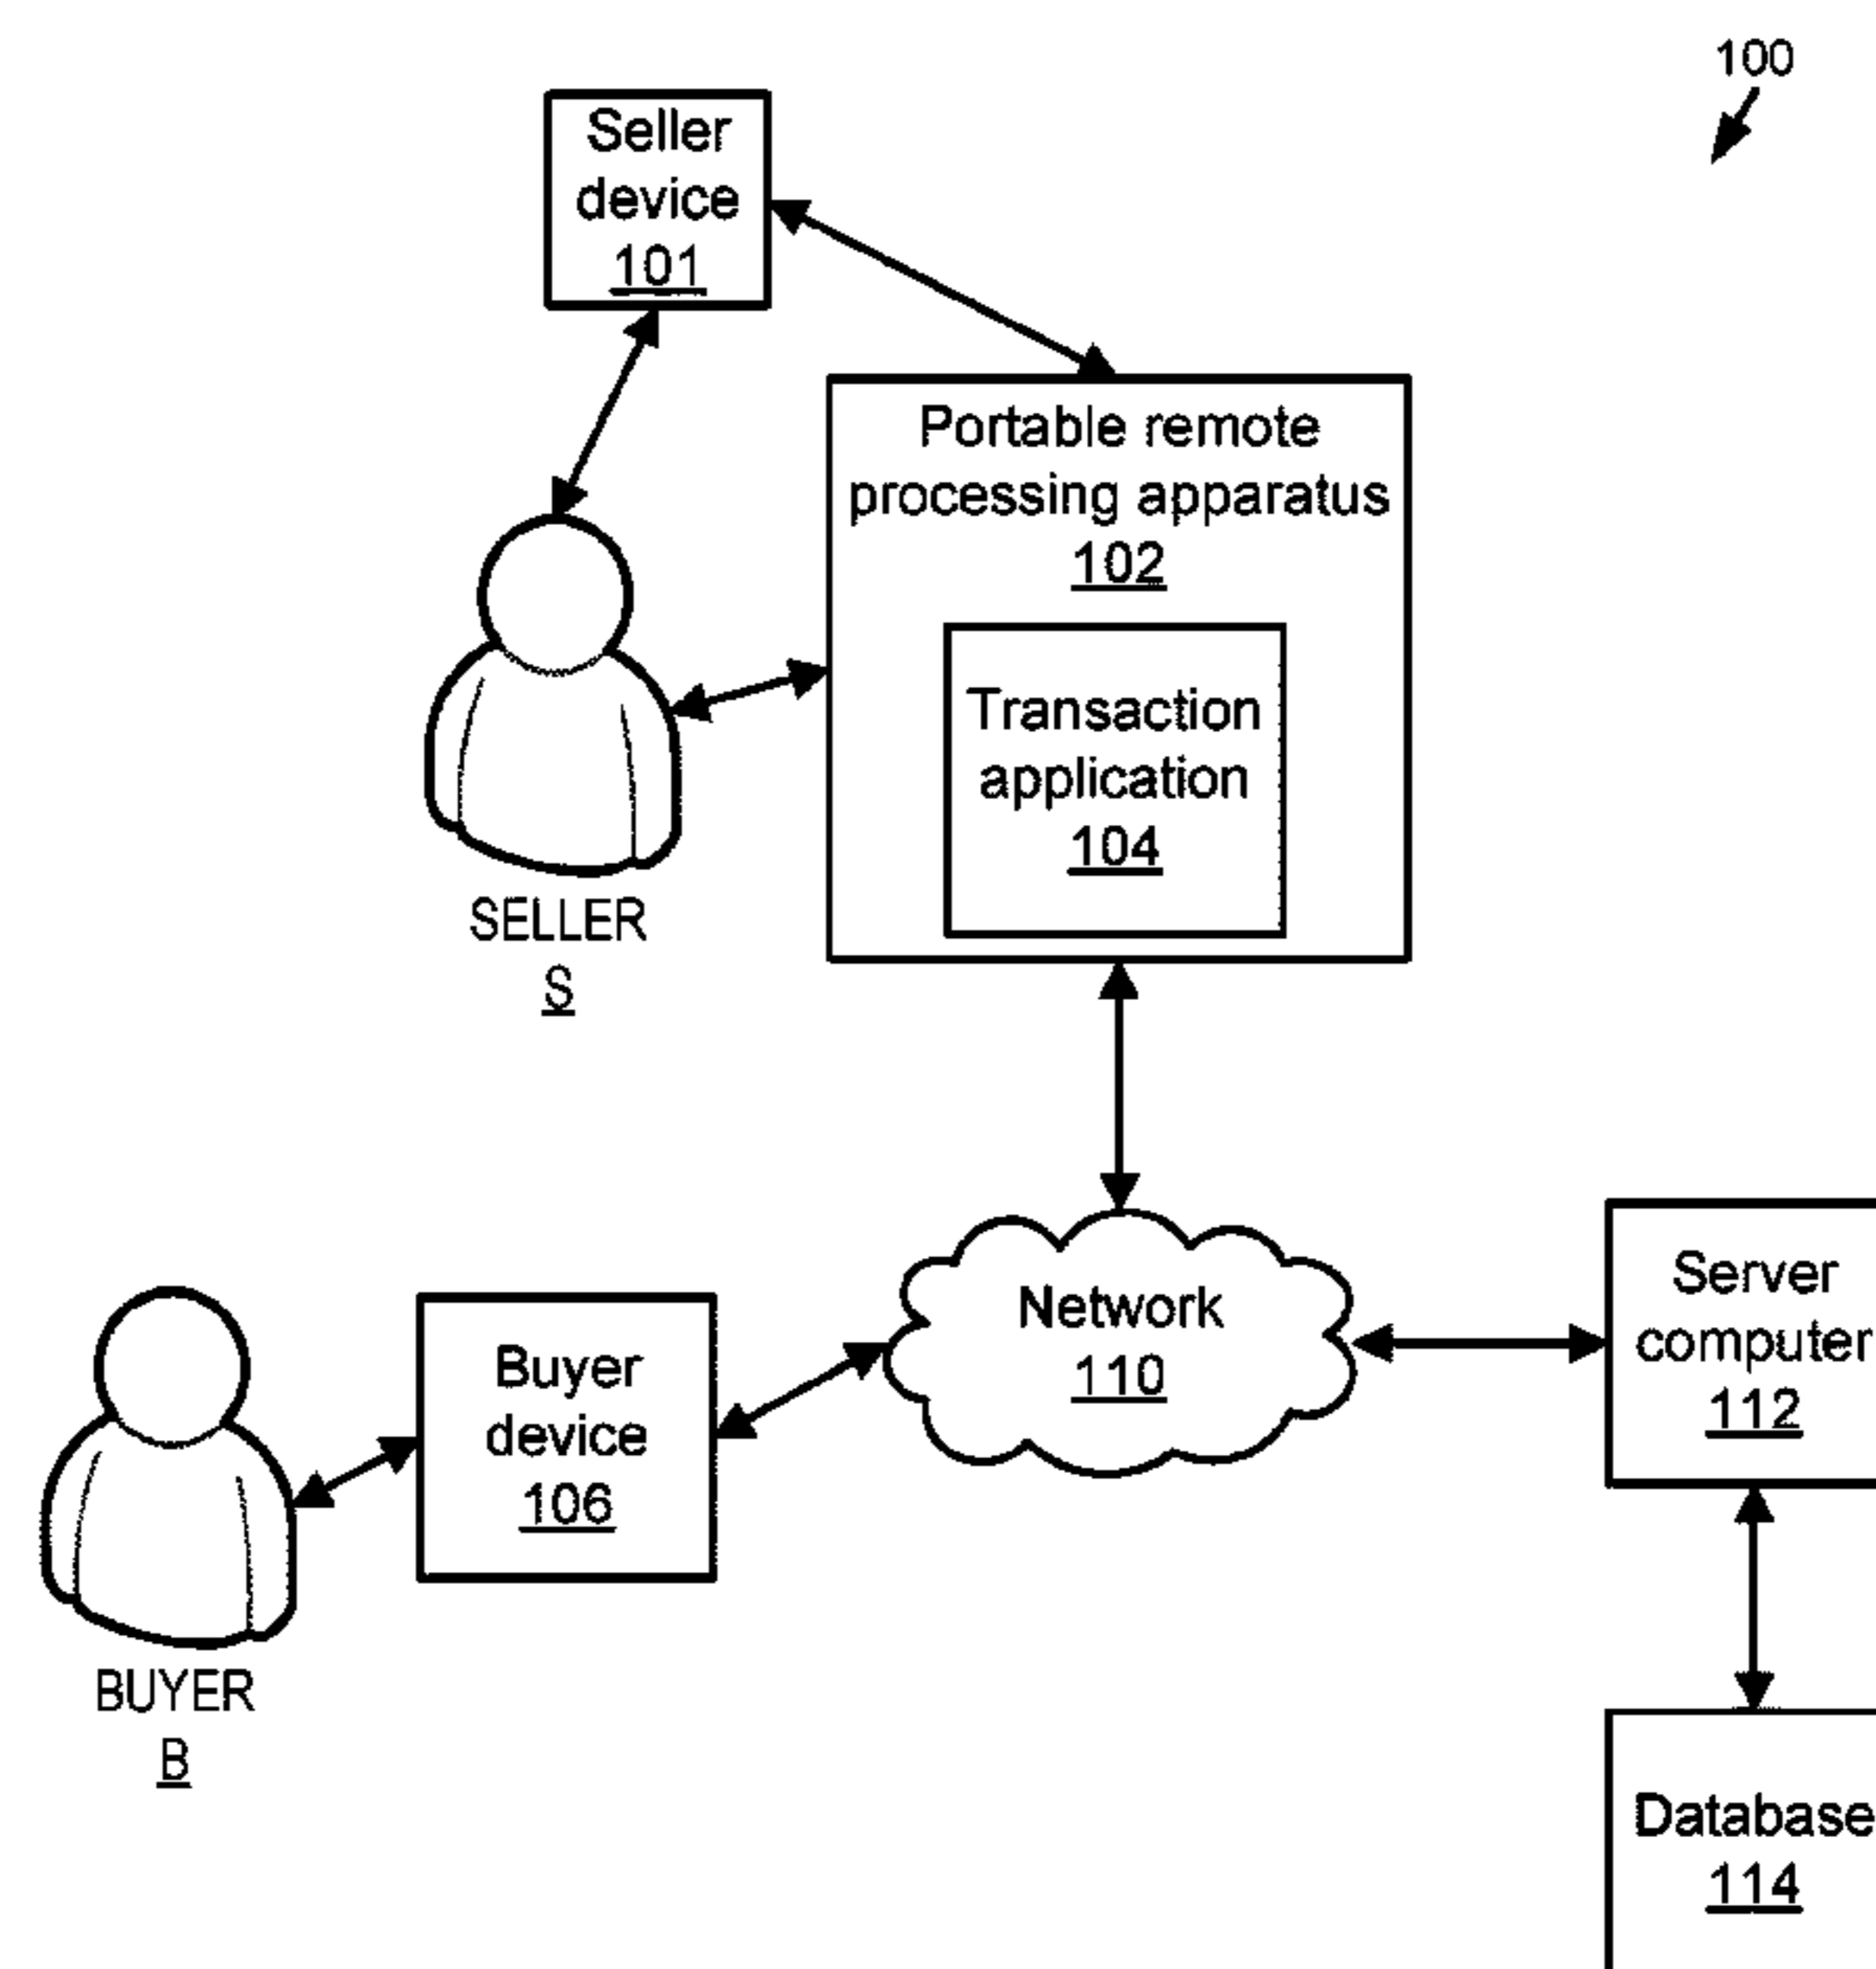 100
Seller
device
101
Portable remote
processing apparatus
102
Transaction
application
104
SELLER
S
Network
110
Server
computer
112
Buyer
device
106
BUYER
B
Database
114